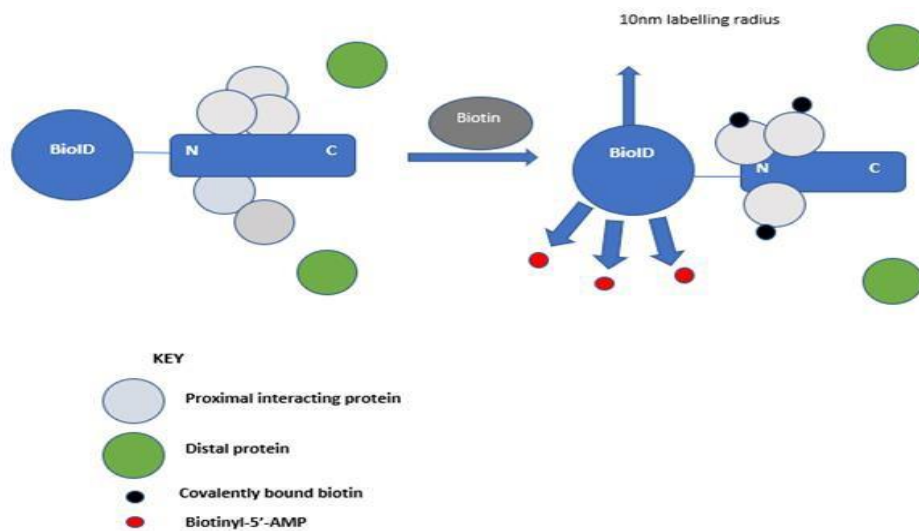 10nm labelling radius
BioID
N C
Biotin
BioID
N C
KEY
Proximal interacting protein
Distal protein
Covalently bound biotin
Biotinyl-5'-AMP